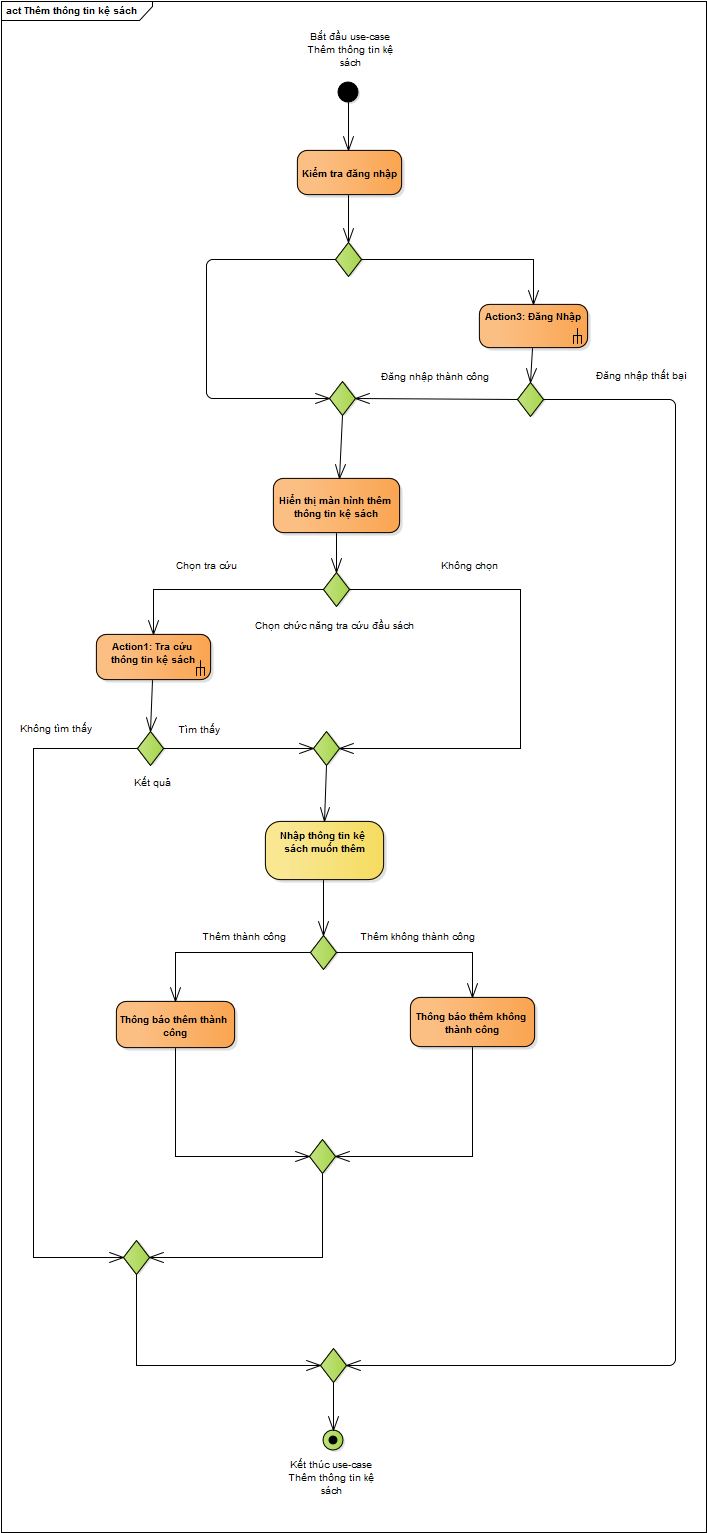 act Thêm thông tin kệ sách
Bắt đầu use-case
Thêm thông tin kệ
sách
Kiểm tra đăng nhập
Action3: Đăng Nhập
Đăng nhập thành công
Đăng nhập thất bại
Hiển thị màn hình thêm
thông tin kệ sách
Chọn tra cứu
Không chọn
Chọn chức năng tra cứu đầu sách
Action1: Tra cứu
thông tin kệ sách
Không tìm thấy
Tìm thấy
Kết quả
Nhập thông tin kệ
sách muốn thêm
Thêm thành công
Thêm không thành công
Thông báo thêm thành
công
Thông báo thêm không
thành công
Kết thúc use-case
Thêm thông tin kệ
sách